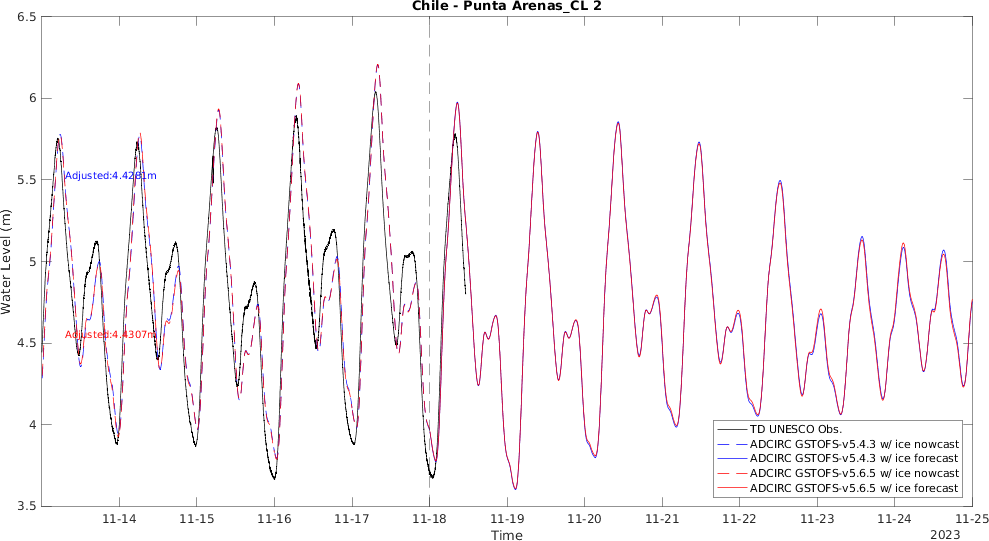 Chile - Punta Arenas_CL 2
6.5
6
5.5
5
4.5
4
3.5
Water Level (m)
Adjusted:4.4281m
Adjusted:4.4307m
TD UNESCO Obs.
ADCIRC GSTOFS-v5.4.3 w/ ice nowcast
ADCIRC GSTOFS-v5.4.3 w/ ice forecast
ADCIRC GSTOFS-v5.6.5 w/ ice nowcast
ADCIRC GSTOFS-v5.6.5 w/ ice forecast
11-14 11-15 11-16 11-17 11-18 11-19 11-20 11-21 11-22 11-23 11-24 11-25
Time
2023